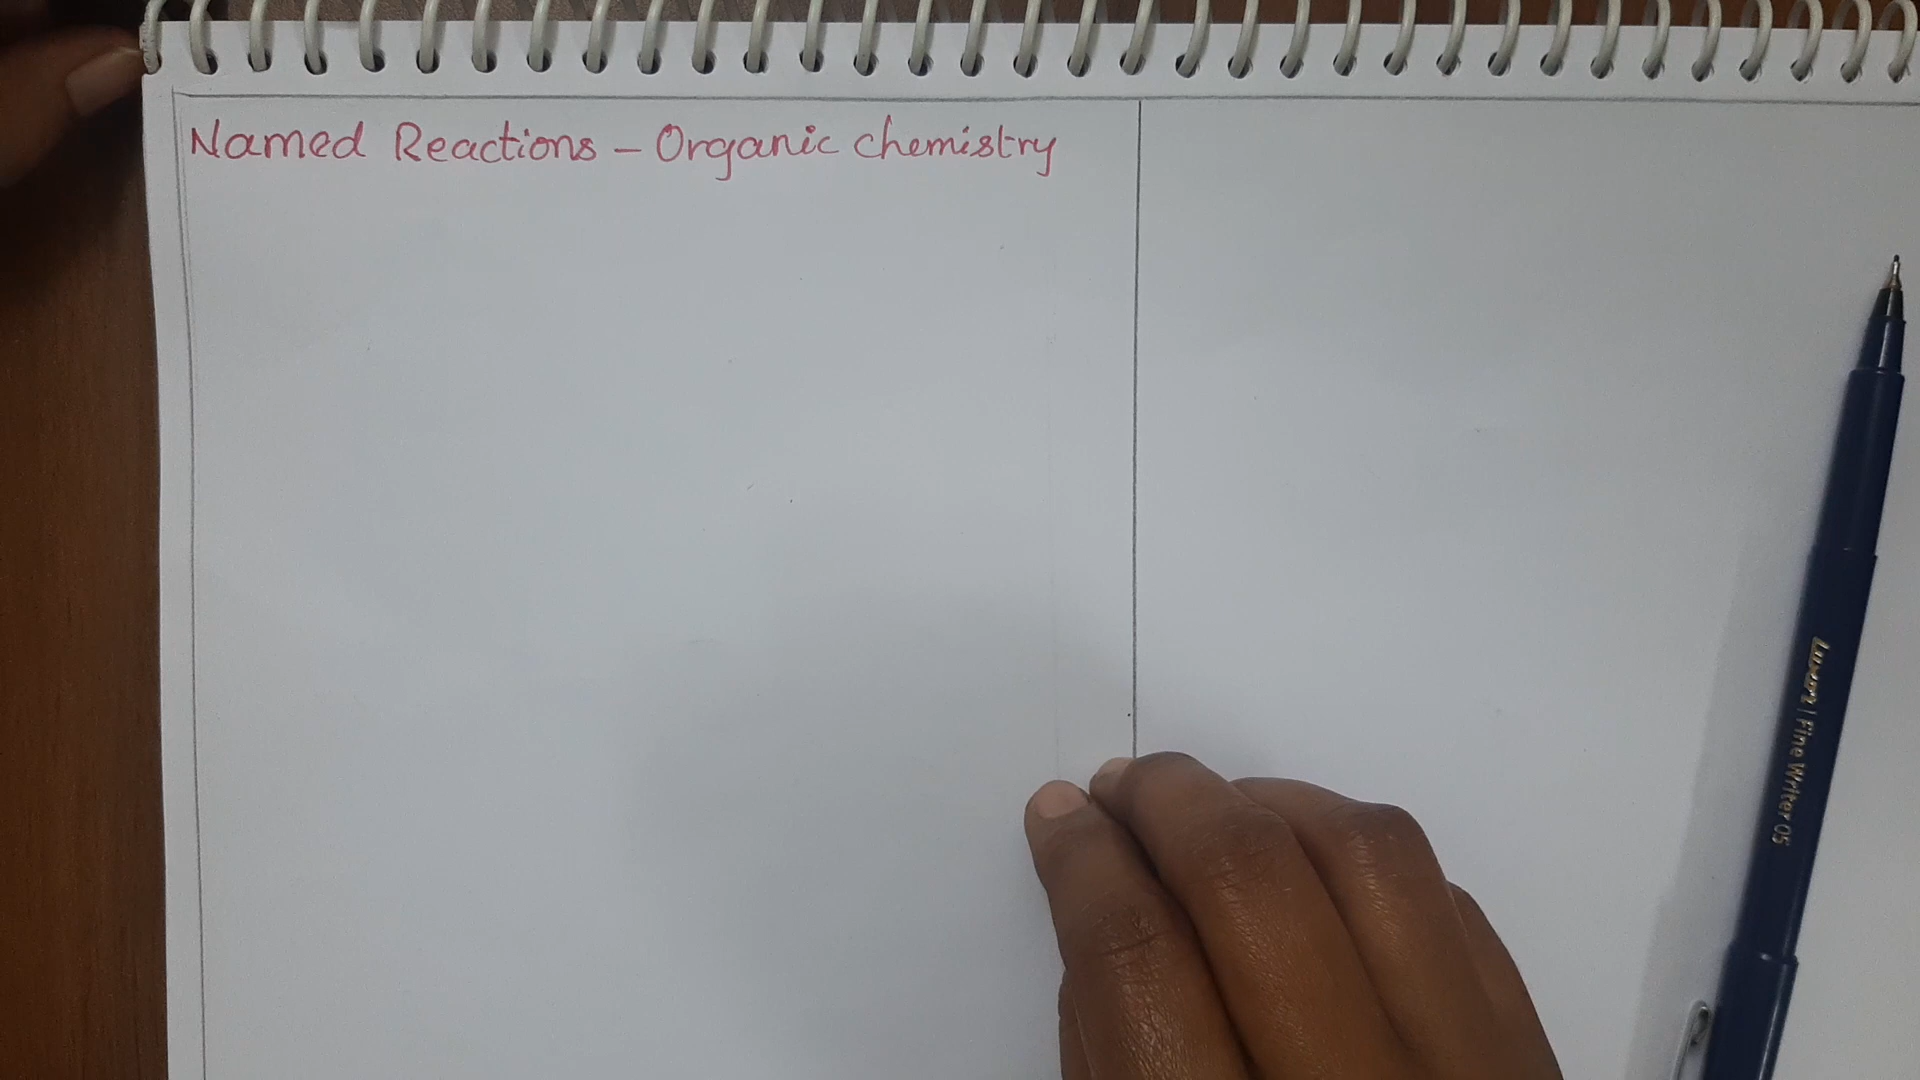 Named Reactions - Organic chemistry
Luxor | Fine Writer 05